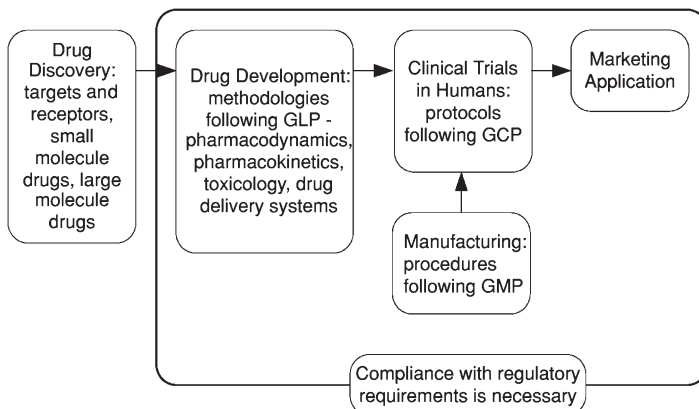 Drug
Discovery:
targets and
receptors,
small
molecule
drugs, large
molecule
drugs
Drug Development:
methodologies
following GLP -
pharmacodynamics,
pharmacokinetics,
toxicology, drug
delivery systems
Clinical Trials
in Humans:
protocols
following GCP
Marketing
Application
Manufacturing:
procedures
following GMP
Compliance with regulatory
requirements is necessary